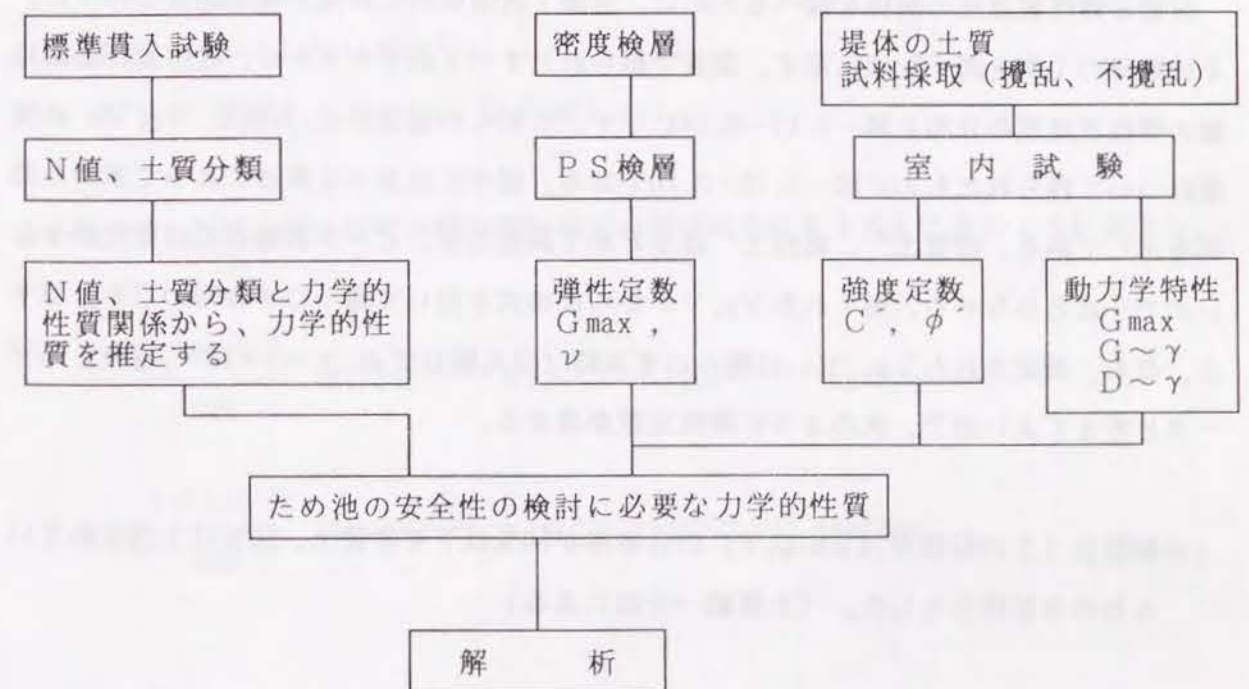 標準貫入試験
密度検層
堤体の土質
試料採取（攪乱、不攪乱）
N値、土質分類
ＰＳ検層
室内試験
N値、土質分類と力学的
性質関係から、力学的性
質を推定する
弾性定数
Gmax，
ν
強度定数
C，φ
動力学特性
Gmax
G～γ
D～γ
ため池の安全性の検討に必要な力学的性質
解析